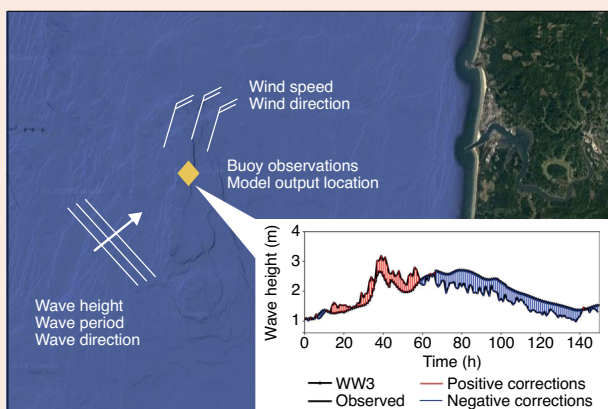 Wind speed
Wind direction
Buoy observations
Model output location
Wave height
Wave period
Wave direction
Wave height (m)
4
3
2
1
0 20 40 60 80 100 120 140
Time (h)
WW3 Positive corrections
Observed Negative corrections